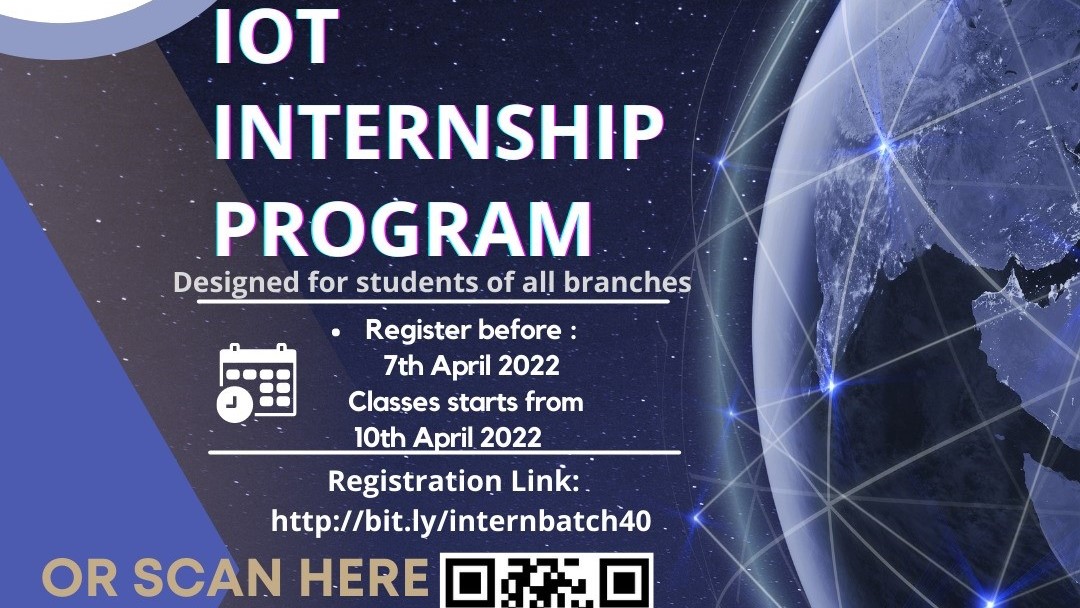 IOT
INTERNSHIP
PROGRAM
Designed for students of all branches
• Register before :
7th April 2022
Classes starts from
10th April 2022
Registration Link:
http://bit.ly/internbatch40
OR SCAN HERE